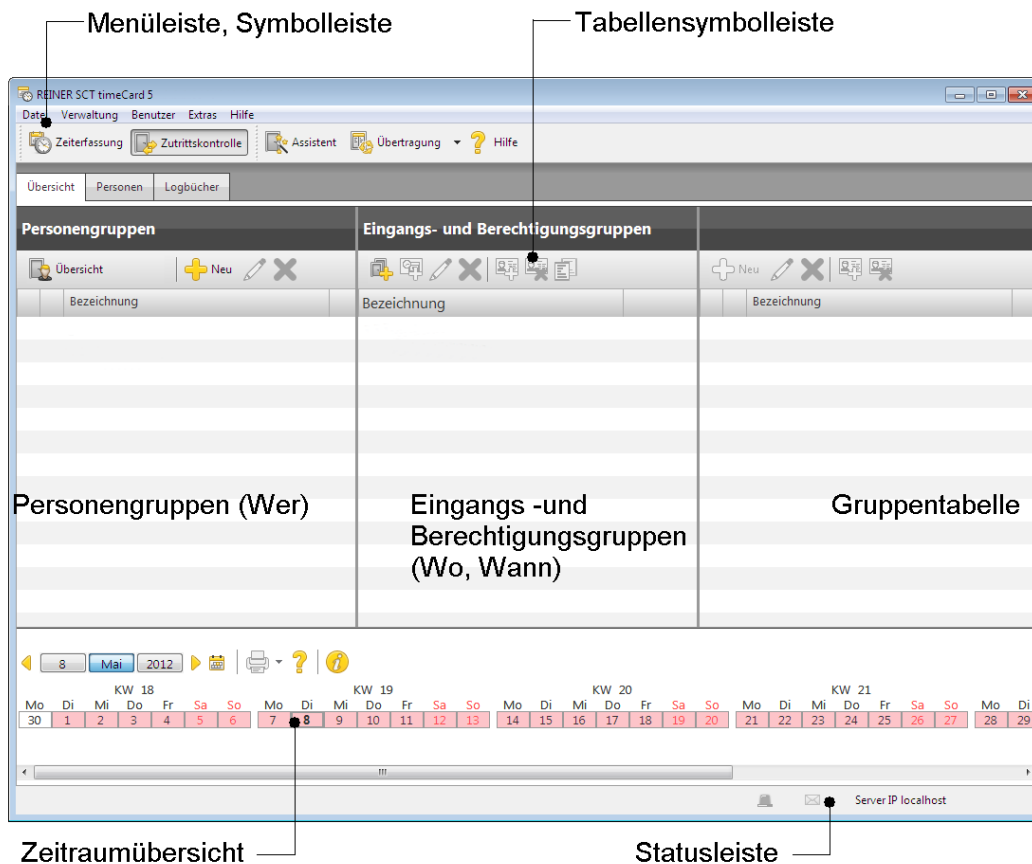 Menüleiste, Symbolleiste
Tabellensymbolleiste
REINER SCT timeCard 5
Datei Verwaltung Benutzer Extras Hilfe
Zeiterfassung Zutrittskontrolle Assistent Übertragung Hilfe
Übersicht Personen Logbücher
Personengruppen Eingangs- und Berechtigungsgruppen
Übersicht Neu Neu
Bezeichnung Bezeichnung Bezeichnung
Personengruppen (Wer)
Eingangs -und
Berechtigungsgruppen
(Wo, Wann)
Gruppentabelle
8 Mai 2012
KW 18 KW 19 KW 20 KW 21
Mo Di Mi Do Fr Sa So Mo Di Mi Do Fr Sa So Mo Di Mi Do Fr Sa So Mo Di Mi Do Fr Sa So Mo Di
30 1 2 3 4 5 6 7 8 9 10 11 12 13 14 15 16 17 18 19 20 21 22 23 24 25 26 27 28 29
Server IP localhost
Zeitraumübersicht
Statusleiste